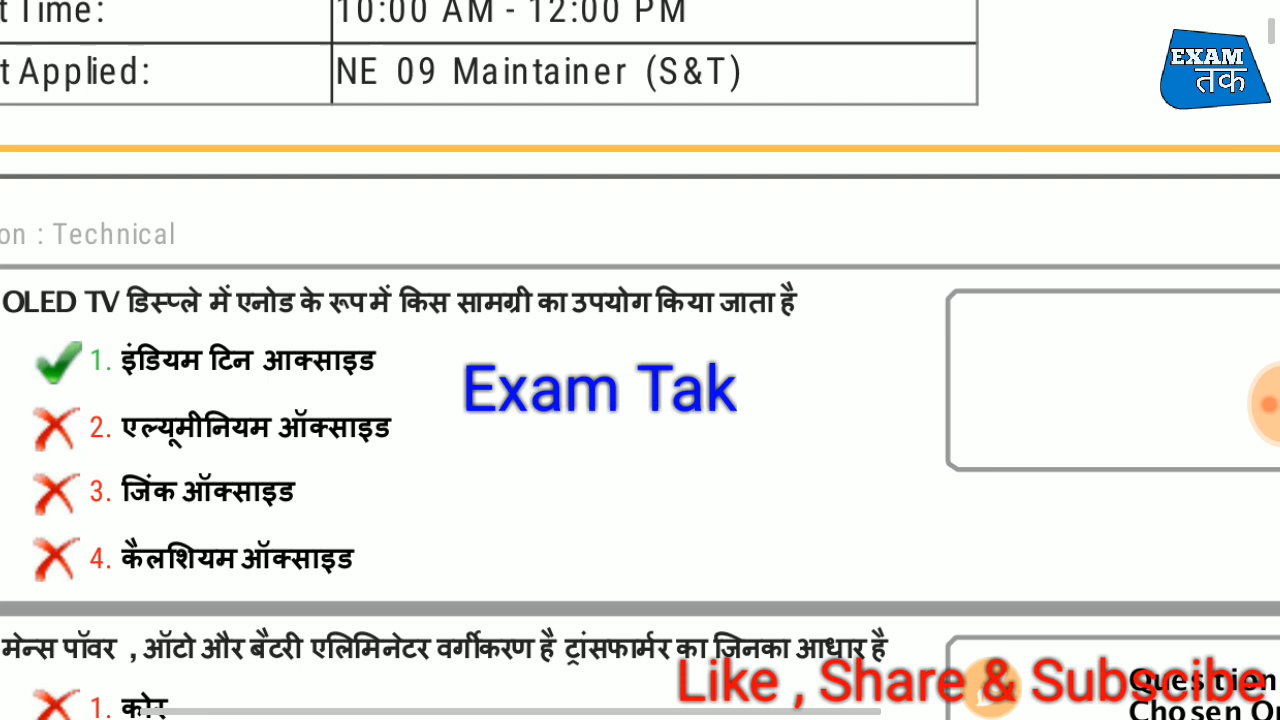 t Time: 10:00 AM - 12:00 PM
t Applied: NE 09 Maintainer (S&T)
EXAM
तक
on : Technical
OLED TV डिस्प्ले में एनोड के रूप में किस सामग्री का उपयोग किया जाता है
1. इंडियम टिन आक्साइड
Exam Tak
2. एल्यूमीनियम ऑक्साइड
3. जिंक ऑक्साइड
4. कैलशियम ऑक्साइड
मेन्स पॉवर , ऑटो और बैटरी एलिमिनेटर वर्गीकरण है ट्रांसफार्मर का जिनका आधार है
Like , Share & Subscibe
Question
1. कोर
Chosen Op